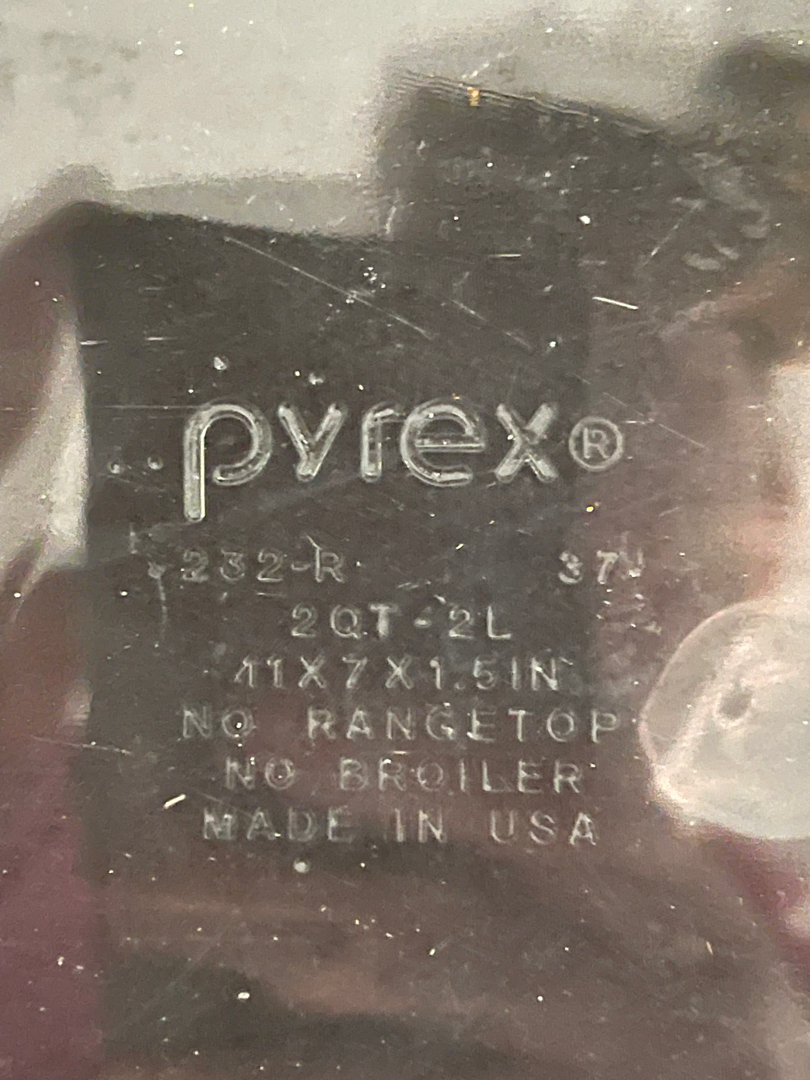 pyrex®
232-R 37
2QT-2L
11X7X1.5IN
NO RANGETOP
NO BROILER
MADE IN USA